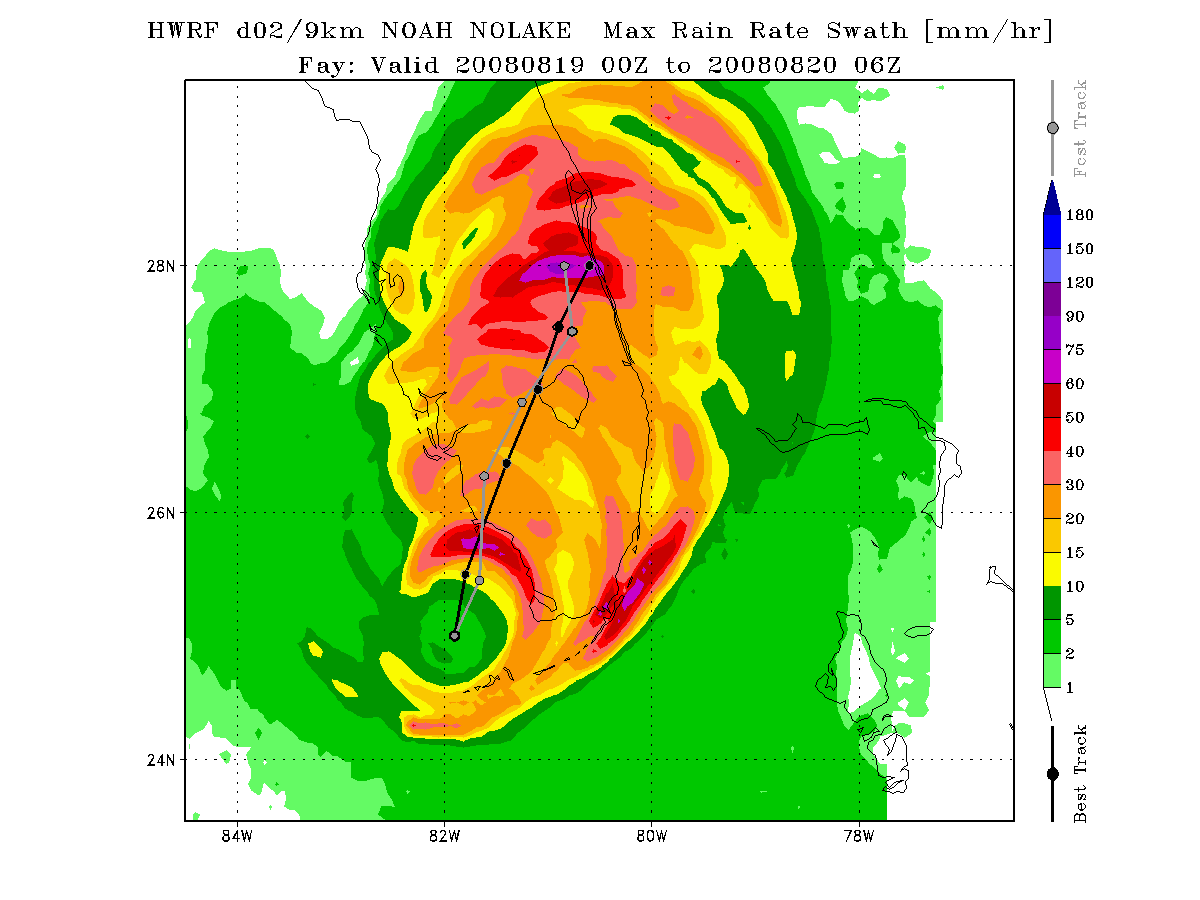 HWRF d02/9km NOAH NOLAKE  Max Rain Rate Swath [mm/hr]
Fay: Valid 20080819 00Z to 20080820 06Z
Fcst Track
180
150
120
90
75
60
50
40
30
20
15
10
5
2
1
Best Track
28N
26N
24N
84W
82W
80W
78W